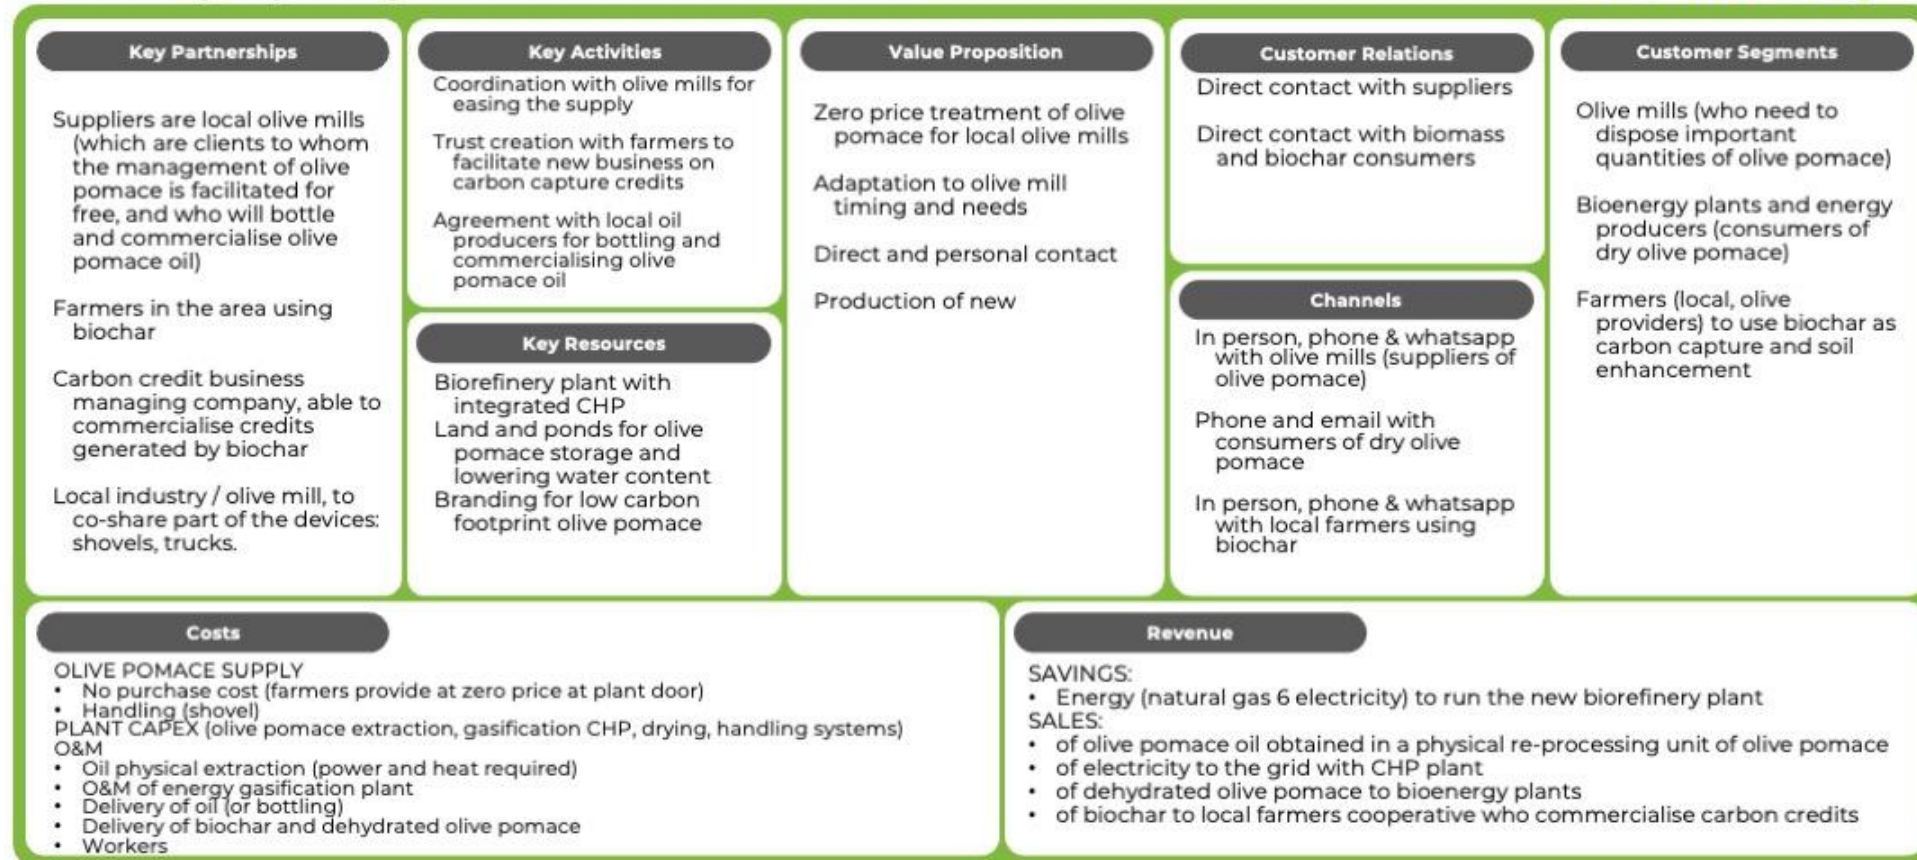 Key Partnerships
Suppliers are local olive mills
(which are clients to whom
the management of olive
pomace is facilitated for
free, and who will bottle
and commercialise olive
pomace oil)
Farmers in the area using
biochar
Carbon credit business
managing company, able to
commercialise credits
generated by biochar
Local industry / olive mill, to
co-share part of the devices:
shovels, trucks.
Key Activities
Coordination with olive mills for
easing the supply
Trust creation with farmers to
facilitate new business on
carbon capture credits
Agreement with local oil
producers for bottling and
commercialising olive
pomace oil
Key Resources
Biorefinery plant with
integrated CHP
Land and ponds for olive
pomace storage and
lowering water content
Branding for low carbon
footprint olive pomace
Value Proposition
Zero price treatment of olive
pomace for local olive mills
Adaptation to olive mill
timing and needs
Direct and personal contact
Production of new
Customer Relations
Direct contact with suppliers
Direct contact with biomass
and biochar consumers
Channels
In person, phone & whatsapp
with olive mills (suppliers of
olive pomace)
Phone and email with
consumers of dry olive
pomace
In person, phone & whatsapp
with local farmers using
biochar
Customer Segments
Olive mills (who need to
dispose important
quantities of olive pomace)
Bioenergy plants and energy
producers (consumers of
dry olive pomace)
Farmers (local, olive
providers) to use biochar as
carbon capture and soil
enhancement
Costs
OLIVE POMACE SUPPLY
• No purchase cost (farmers provide at zero price at plant door)
• Handling (shovel)
PLANT CAPEX (olive pomace extraction, gasification CHP, drying, handling systems)
O&M
• Oil physical extraction (power and heat required)
• O&M of energy gasification plant
• Delivery of oil (or bottling)
• Delivery of biochar and dehydrated olive pomace
• Workers
Revenue
SAVINGS:
• Energy (natural gas 6 electricity) to run the new biorefinery plant
SALES:
• of olive pomace oil obtained in a physical re-processing unit of olive pomace
• of electricity to the grid with CHP plant
• of dehydrated olive pomace to bioenergy plants
• of biochar to local farmers cooperative who commercialise carbon credits